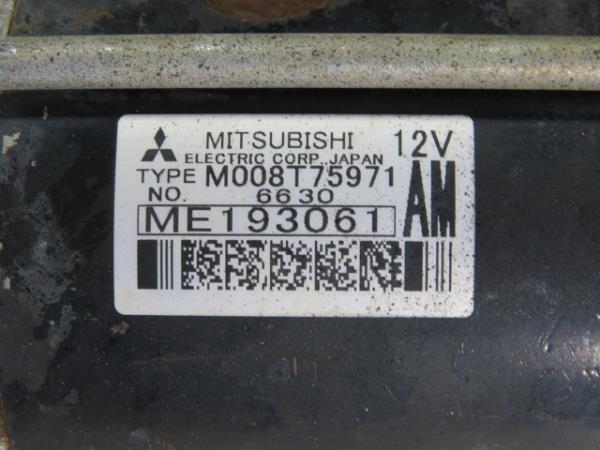 MITSUBISHI 12V
ELECTRIC CORP. JAPAN
TYPE M008T75971 AM
NO. 6630
ME193061